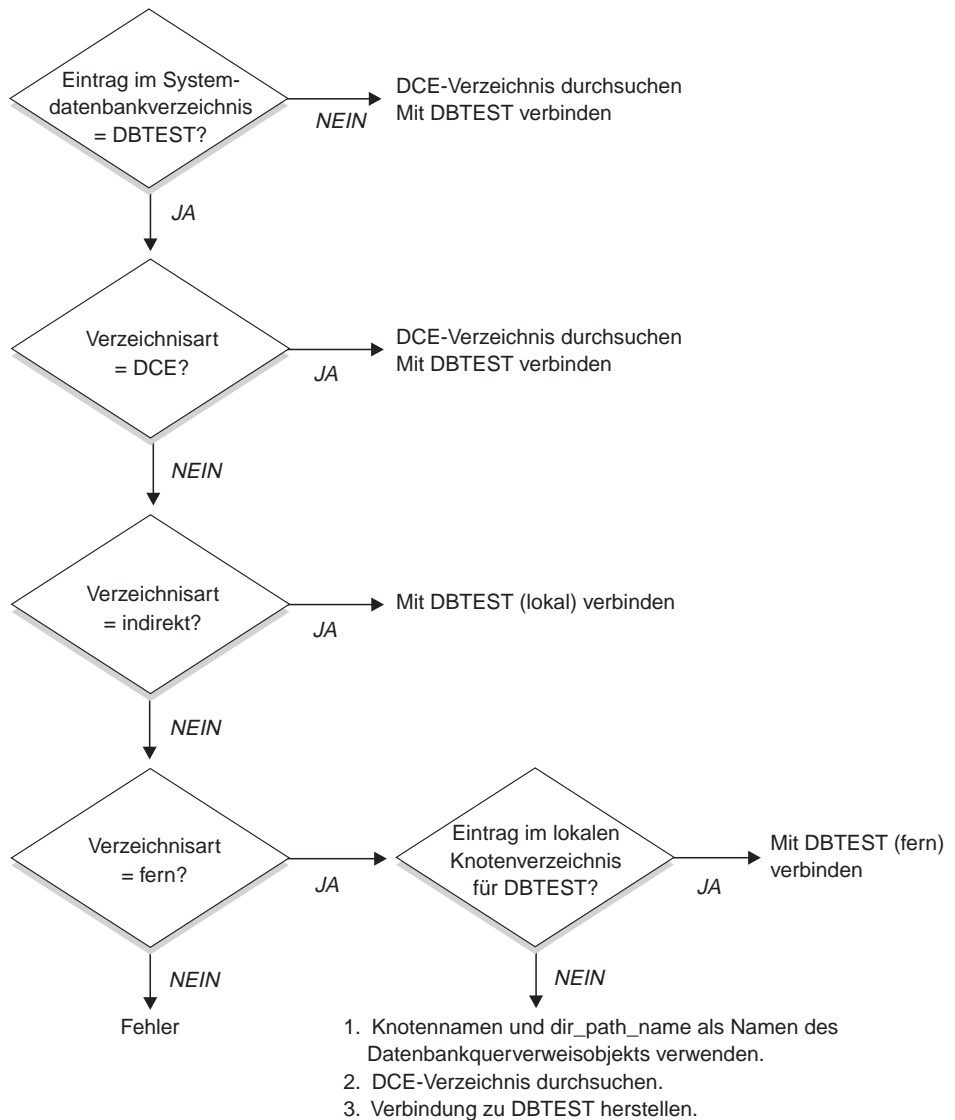 Eintrag im System-
datenbankverzeichnis
= DBTEST?
NEIN
DCE-Verzeichnis durchsuchen
Mit DBTEST verbinden
JA
Verzeichnisart
= DCE?
JA
DCE-Verzeichnis durchsuchen
Mit DBTEST verbinden
NEIN
Verzeichnisart
= indirekt?
JA
Mit DBTEST (lokal) verbinden
NEIN
Verzeichnisart
= fern?
JA
Eintrag im lokalen
Knotenverzeichnis
für DBTEST?
JA
Mit DBTEST (fern)
verbinden
NEIN
Fehler
NEIN
1. Knotennamen und dir_path_name als Namen des
Datenbankquerverweisobjekts verwenden.
2. DCE-Verzeichnis durchsuchen.
3. Verbindung zu DBTEST herstellen.